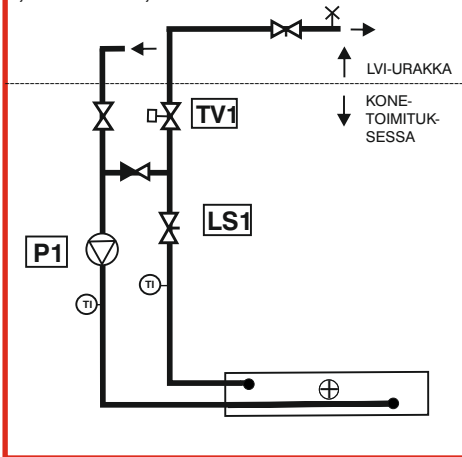 LVI-URAKKA
KONE-
TOIMITUK-
SESSA
TV1
LS1
P1
TI
TI